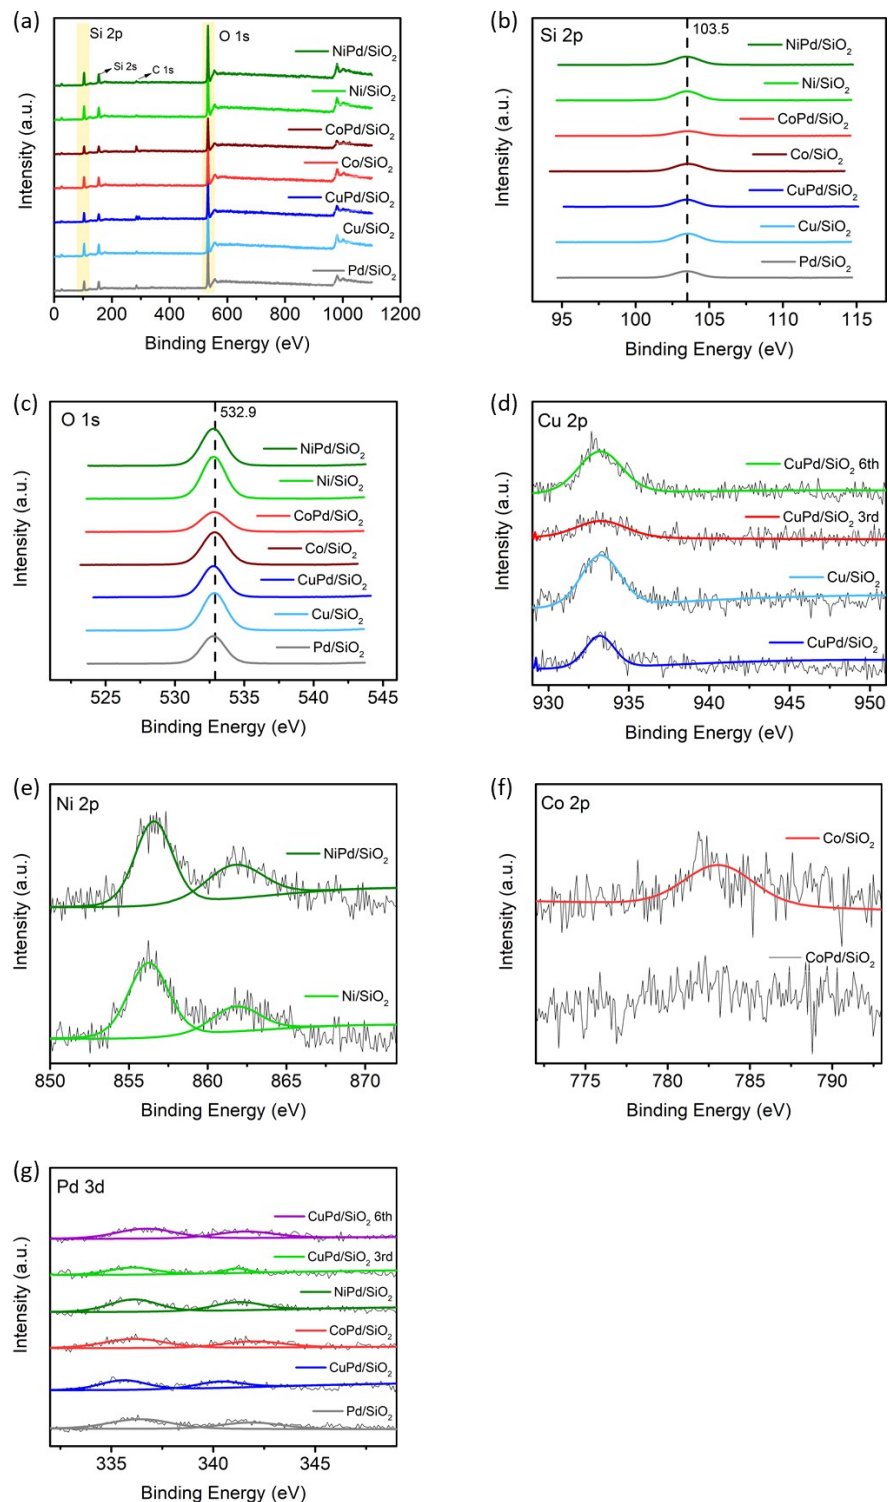 (a)
Si 2p
O 1s
Si 2s
C 1s
NiPd/SiO₂
Ni/SiO₂
CoPd/SiO₂
Co/SiO₂
CuPd/SiO₂
Cu/SiO₂
Pd/SiO₂
Intensity (a.u.)
0 200 400 600 800 1000 1200
Binding Energy (eV)
(b)
Si 2p
103.5
NiPd/SiO₂
Ni/SiO₂
CoPd/SiO₂
Co/SiO₂
CuPd/SiO₂
Cu/SiO₂
Pd/SiO₂
Intensity (a.u.)
95 100 105 110 115
Binding Energy (eV)
(c)
O 1s
532.9
NiPd/SiO₂
Ni/SiO₂
CoPd/SiO₂
Co/SiO₂
CuPd/SiO₂
Cu/SiO₂
Pd/SiO₂
Intensity (a.u.)
525 530 535 540 545
Binding Energy (eV)
(d)
Cu 2p
CuPd/SiO₂ 6th
CuPd/SiO₂ 3rd
Cu/SiO₂
CuPd/SiO₂
Intensity (a.u.)
930 935 940 945 950
Binding Energy (eV)
(e)
Ni 2p
NiPd/SiO₂
Ni/SiO₂
Intensity (a.u.)
850 855 860 865 870
Binding Energy (eV)
(f)
Co 2p
Co/SiO₂
CoPd/SiO₂
Intensity (a.u.)
775 780 785 790
Binding Energy (eV)
(g)
Pd 3d
CuPd/SiO₂ 6th
CuPd/SiO₂ 3rd
NiPd/SiO₂
CoPd/SiO₂
CuPd/SiO₂
Pd/SiO₂
Intensity (a.u.)
335 340 345
Binding Energy (eV)